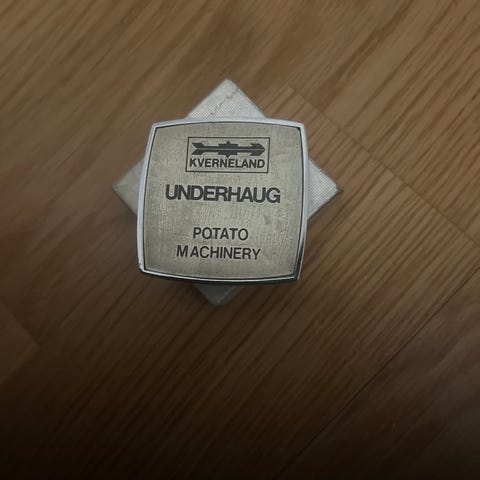 KVERNELAND
UNDERHAUG
POTATO
MACHINERY